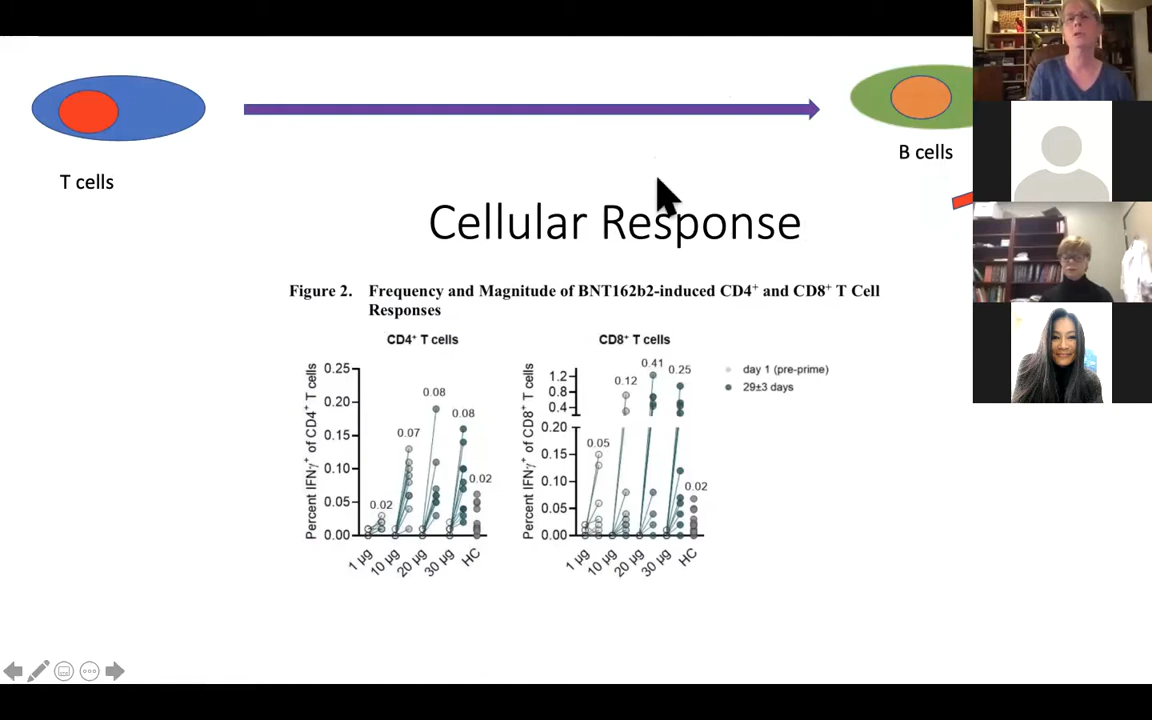 T cells
B cells
Cellular Response
Figure 2. Frequency and Magnitude of BNT162b2-induced CD4+ and CD8+ T Cell
Responses
CD4+ T cells
CD8+ T cells
Percent IFNγ+ of CD4+ T cells
0.25
0.20
0.15
0.10
0.05
0.00
0.02
0.07
0.08
0.08
0.02
1 µg
10 µg
20 µg
30 µg
HC
Percent IFNγ+ of CD8+ T cells
1.2
0.8
0.4
0.20
0.15
0.10
0.05
0.00
0.05
0.12
0.41
0.25
0.02
1 µg
10 µg
20 µg
30 µg
HC
day 1 (pre-prime)
29±3 days